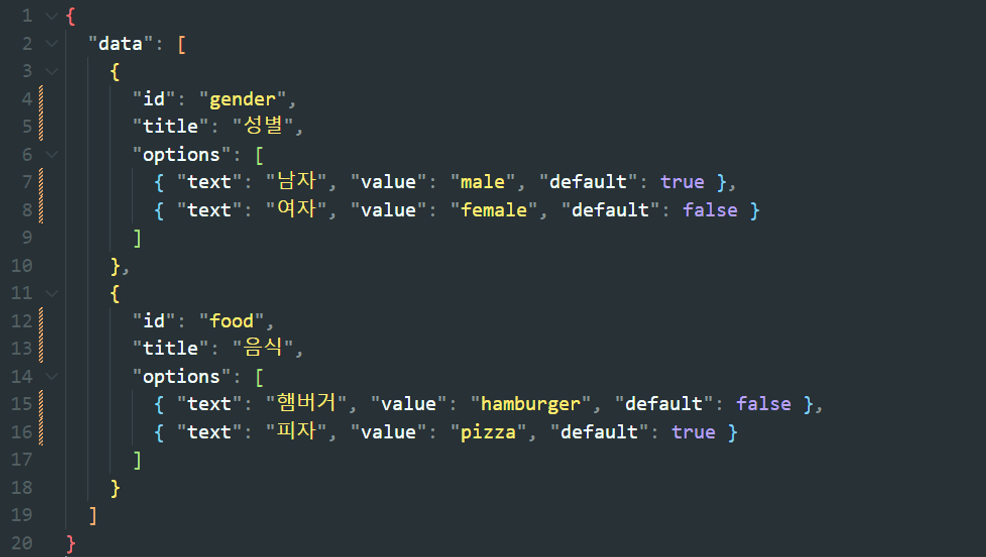 1 {
2 "data": [
3 {
4 "id": "gender",
5 "title": "성별",
6 "options": [
7 { "text": "남자", "value": "male", "default": true },
8 { "text": "여자", "value": "female", "default": false }
9 ]
10 },
11 {
12 "id": "food",
13 "title": "음식",
14 "options": [
15 { "text": "햄버거", "value": "hamburger", "default": false },
16 { "text": "피자", "value": "pizza", "default": true }
17 ]
18 }
19 ]
20 }